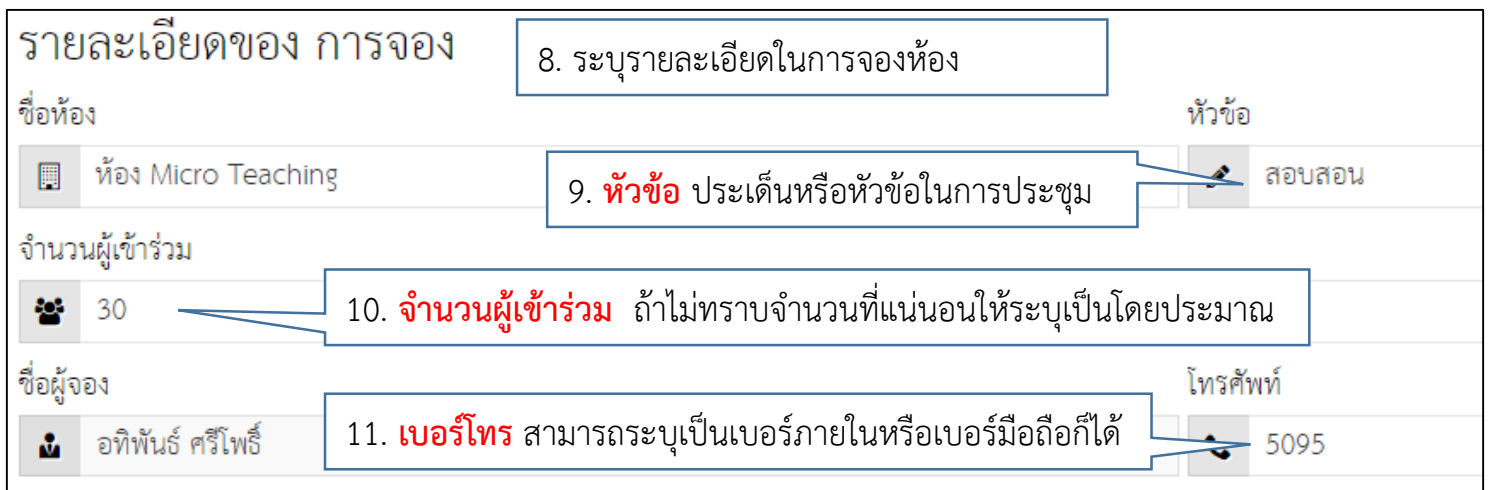 รายละเอียดของ การจอง
8. ระบุรายละเอียดในการจองห้อง
ชื่อห้อง
หัวข้อ
ห้อง Micro Teaching
9. หัวข้อ ประเด็นหรือหัวข้อในการประชุม
สอบสอน
จำนวนผู้เข้าร่วม
30
10. จำนวนผู้เข้าร่วม ถ้าไม่ทราบจำนวนที่แน่นอนให้ระบุเป็นโดยประมาณ
ชื่อผู้จอง
โทรศัพท์
อทิพันธ์ ศรีโพธิ์
11. เบอร์โทร สามารถระบุเป็นเบอร์ภายในหรือเบอร์มือถือก็ได้
5095